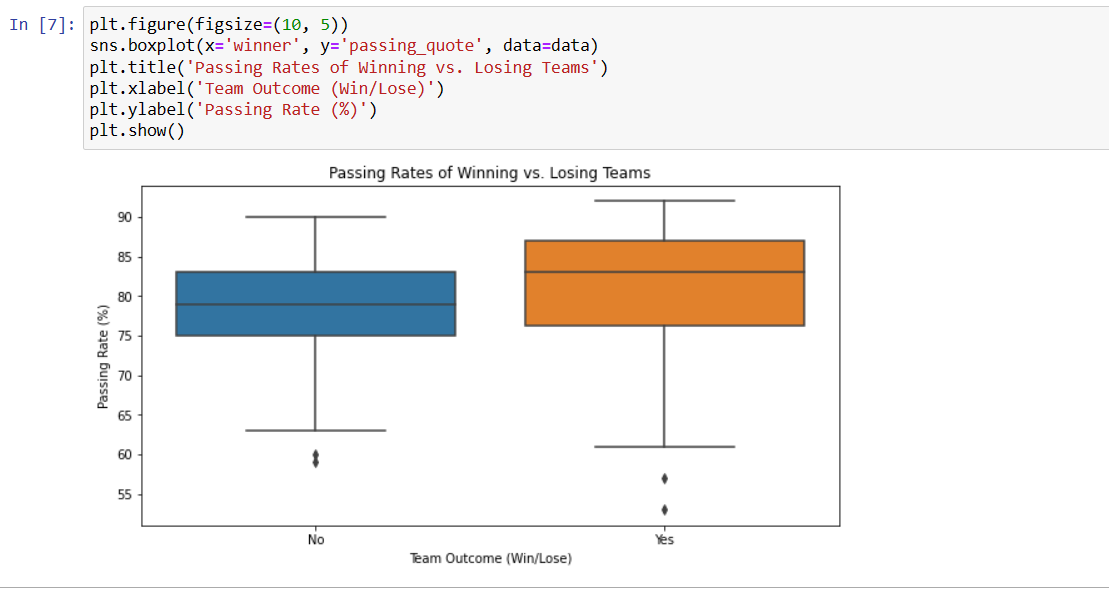 In [7]: plt.figure(figsize=(10, 5))
sns.boxplot(x='winner', y='passing_quote', data=data)
plt.title('Passing Rates of Winning vs. Losing Teams')
plt.xlabel('Team Outcome (Win/Lose)')
plt.ylabel('Passing Rate (%)')
plt.show()
Passing Rates of Winning vs. Losing Teams
Passing Rate (%)
90
85
80
75
70
65
60
55
No Yes
Team Outcome (Win/Lose)